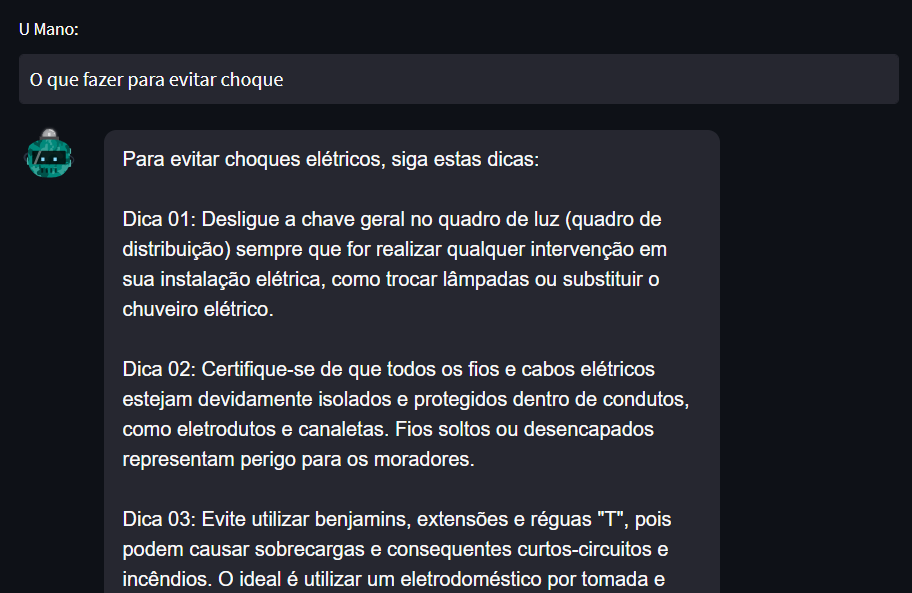 U Mano:
O que fazer para evitar choque
Para evitar choques elétricos, siga estas dicas:
Dica 01: Desligue a chave geral no quadro de luz (quadro de
distribuição) sempre que for realizar qualquer intervenção em
sua instalação elétrica, como trocar lâmpadas ou substituir o
chuveiro elétrico.
Dica 02: Certifique-se de que todos os fios e cabos elétricos
estejam devidamente isolados e protegidos dentro de condutos,
como eletrodutos e canaletas. Fios soltos ou desencapados
representam perigo para os moradores.
Dica 03: Evite utilizar benjamins, extensões e réguas "T", pois
podem causar sobrecargas e consequentes curtos-circuitos e
incêndios. O ideal é utilizar um eletrodoméstico por tomada e